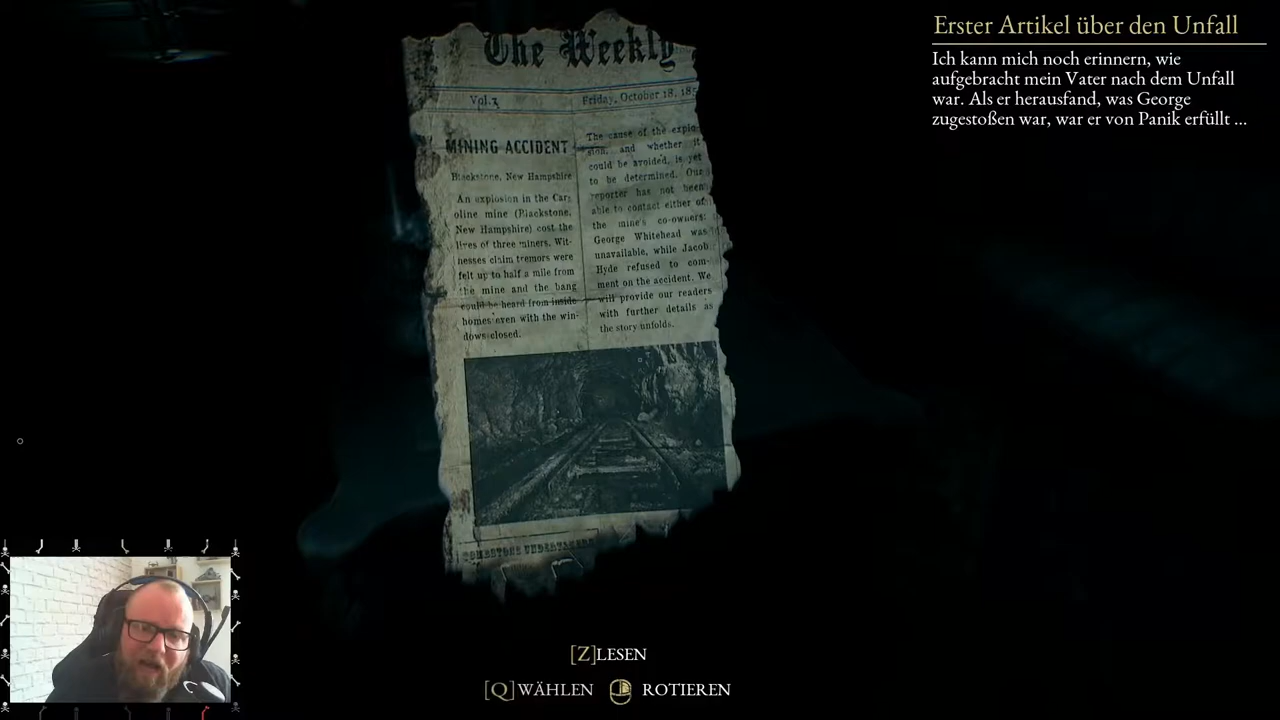 The Weekly
Vol.3
Friday, October 18, 185
MINING ACCIDENT
Blackstone, New Hampshire
An explosion in the Car-
oline mine (Blackstone,
New Hampshire) cost the
lives of three miners. Wit-
nesses claim tremors were
felt up to half a mile from
the mine and the bang
could be heard from inside
homes even with the win-
dows closed.
The cause of the explo-
sion, and whether it
could be avoided, is yet
to be determined. Our
reporter has not been
able to contact either of
the mine's co-owners:
George Whitehead was
unavailable, while Jacob
Hyde refused to com-
ment on the accident. We
will provide our readers
with further details as
the story unfolds.
Erster Artikel über den Unfall
Ich kann mich noch erinnern, wie
aufgebracht mein Vater nach dem Unfall
war. Als er herausfand, was George
zugestoßen war, war er von Panik erfüllt ...
[Z]LESEN
[Q]WÄHLEN ROTIEREN